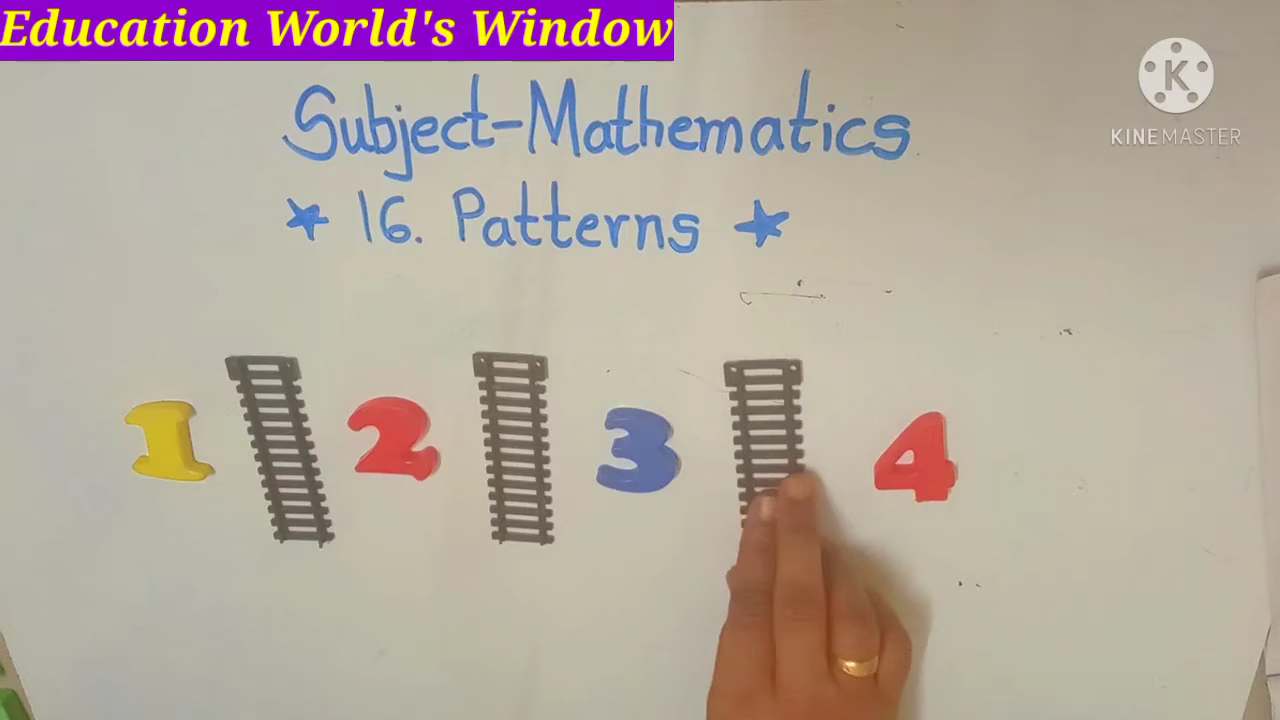 Education World's Window
K
KINEMASTER
Subject-Mathematics
16. Patterns
1 2 3 4